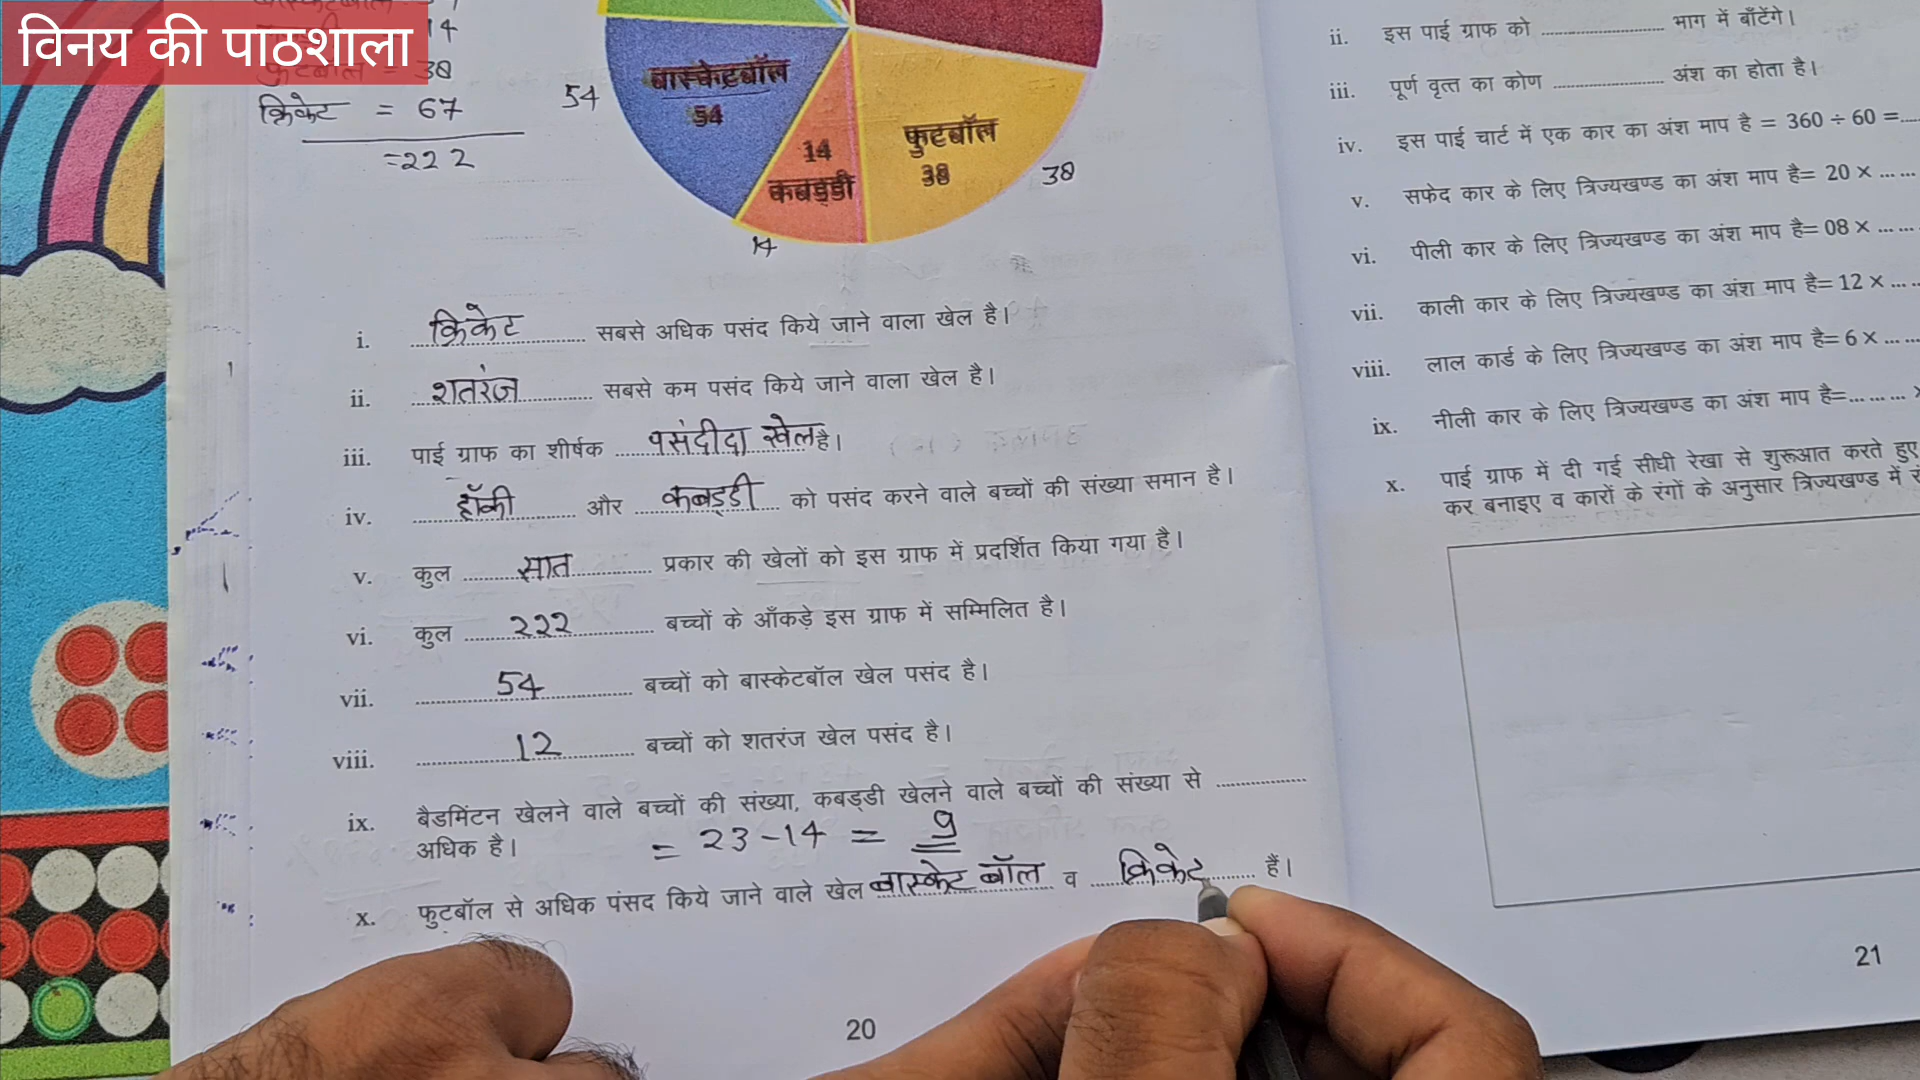 विनय की पाठशाला
14
38
क्रिकेट = 67
=222
54
बास्केटबॉल
54
14
कबड्डी
फुटबॉल
38
38
14
i. क्रिकेट सबसे अधिक पसंद किये जाने वाला खेल है।
ii. शतरंज सबसे कम पसंद किये जाने वाला खेल है।
iii. पाई ग्राफ का शीर्षक पसंदीदा खेल है।
iv. हॉकी और कबड्डी को पसंद करने वाले बच्चों की संख्या समान है।
v. कुल सात प्रकार की खेलों को इस ग्राफ में प्रदर्शित किया गया है।
vi. कुल २२२ बच्चों के आँकड़े इस ग्राफ में सम्मिलित है।
vii. 54 बच्चों को बास्केटबॉल खेल पसंद है।
viii. 12 बच्चों को शतरंज खेल पसंद है।
ix. बैडमिंटन खेलने वाले बच्चों की संख्या, कबड्डी खेलने वाले बच्चों की संख्या से ..................
अधिक है। = 23-14 = 9
x. फुटबॉल से अधिक पंसद किये जाने वाले खेल बास्केट बॉल व क्रिकेट हैं।
20
ii. इस पाई ग्राफ को ........................... भाग में बाँटेंगे।
iii. पूर्ण वृत्त का कोण ........................ अंश का होता है।
iv. इस पाई चार्ट में एक कार का अंश माप है = 360 ÷ 60 =.....
v. सफेद कार के लिए त्रिज्यखण्ड का अंश माप है= 20 × ... ...
vi. पीली कार के लिए त्रिज्यखण्ड का अंश माप है= 08 × ... ...
vii. काली कार के लिए त्रिज्यखण्ड का अंश माप है= 12 × ... ...
viii. लाल कार्ड के लिए त्रिज्यखण्ड का अंश माप है= 6 × ... ...
ix. नीली कार के लिए त्रिज्यखण्ड का अंश माप है=... ... ... ×
x. पाई ग्राफ में दी गई सीधी रेखा से शुरूआत करते हुए
कर बनाइए व कारों के रंगों के अनुसार त्रिज्यखण्ड में
21